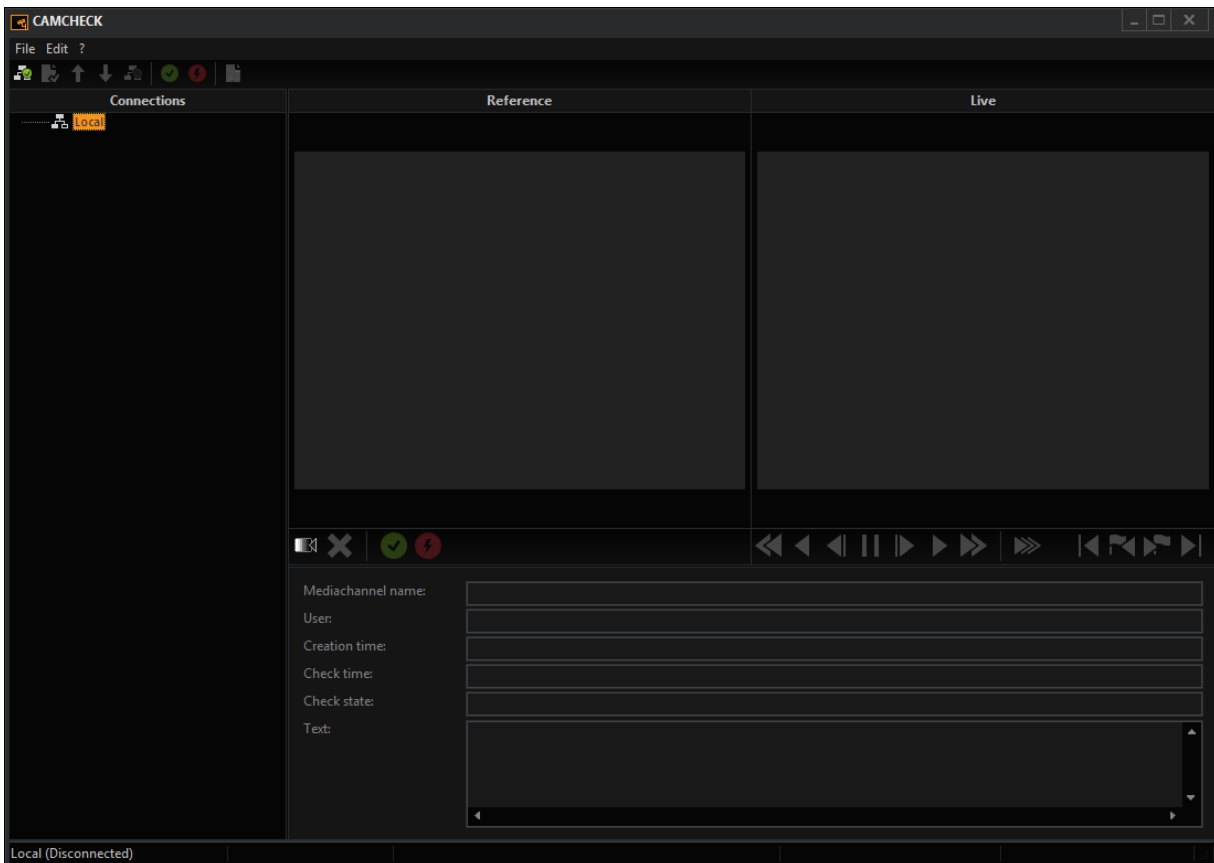 CAMCHECK
File Edit ?
Connections
Reference
Live
Local
Mediachannel name:
User:
Creation time:
Check time:
Check state:
Text:
Local (Disconnected)